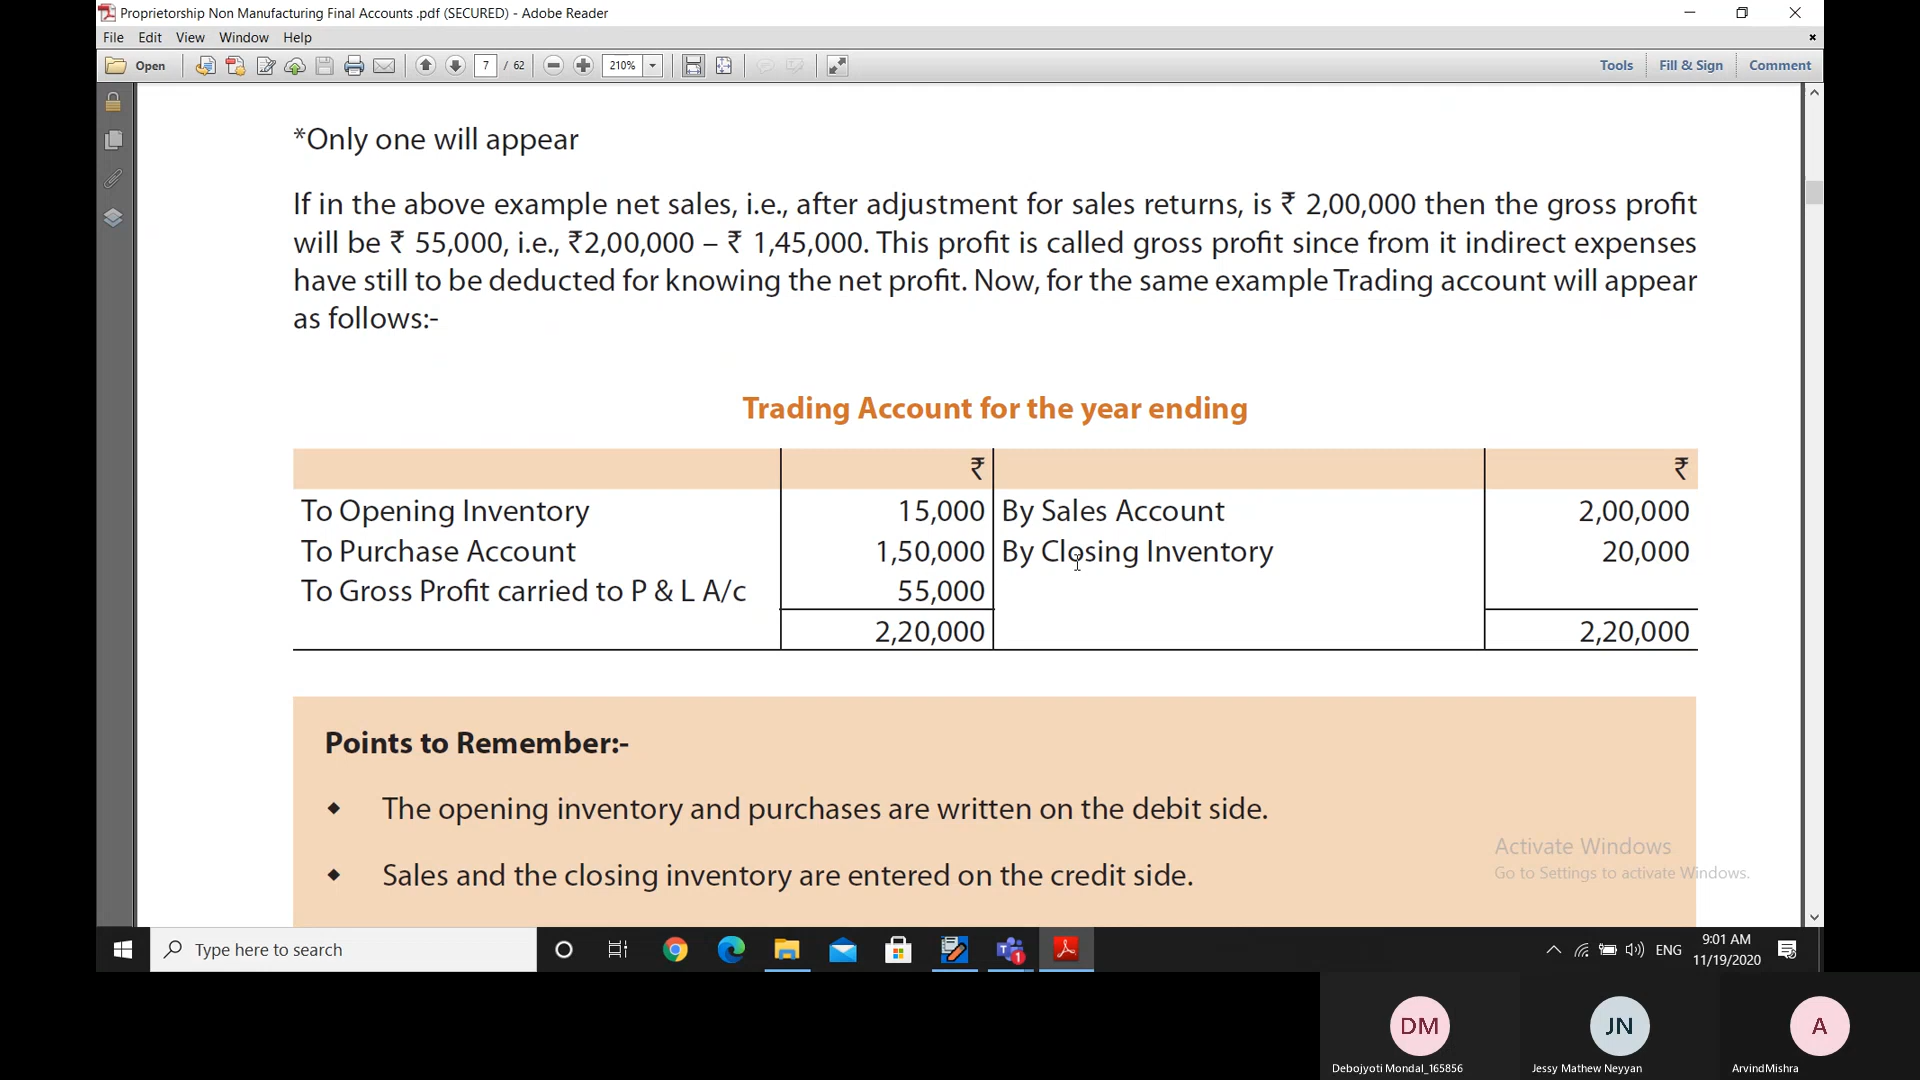 Proprietorship Non Manufacturing Final Accounts .pdf (SECURED) - Adobe Reader
File Edit View Window Help
Open 7 / 62 210% Tools Fill & Sign Comment
*Only one will appear
If in the above example net sales, i.e., after adjustment for sales returns, is ₹ 2,00,000 then the gross profit
will be ₹ 55,000, i.e., ₹2,00,000 – ₹ 1,45,000. This profit is called gross profit since from it indirect expenses
have still to be deducted for knowing the net profit. Now, for the same example Trading account will appear
as follows:-
Trading Account for the year ending
₹ ₹
To Opening Inventory 15,000 By Sales Account 2,00,000
To Purchase Account 1,50,000 By Closing Inventory 20,000
To Gross Profit carried to P & L A/c 55,000
2,20,000 2,20,000
Points to Remember:-
◆ The opening inventory and purchases are written on the debit side.
◆ Sales and the closing inventory are entered on the credit side.
Activate Windows
Go to Settings to activate Windows.
Type here to search
1
ENG
9:01 AM
11/19/2020
DM JN A
Debojyoti Mondal_165856 Jessy Mathew Neyyan ArvindMishra